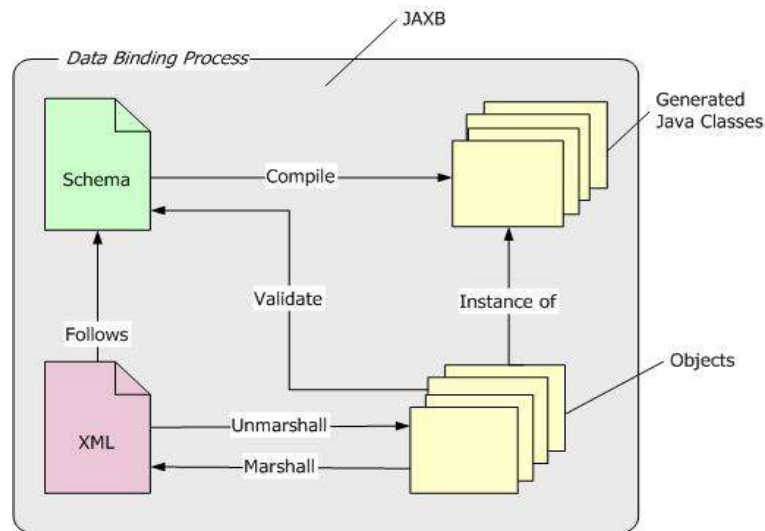 JAXB
Data Binding Process
Generated
Java Classes
Schema
Compile
Validate
Instance of
Follows
Objects
XML
Unmarshall
Marshall